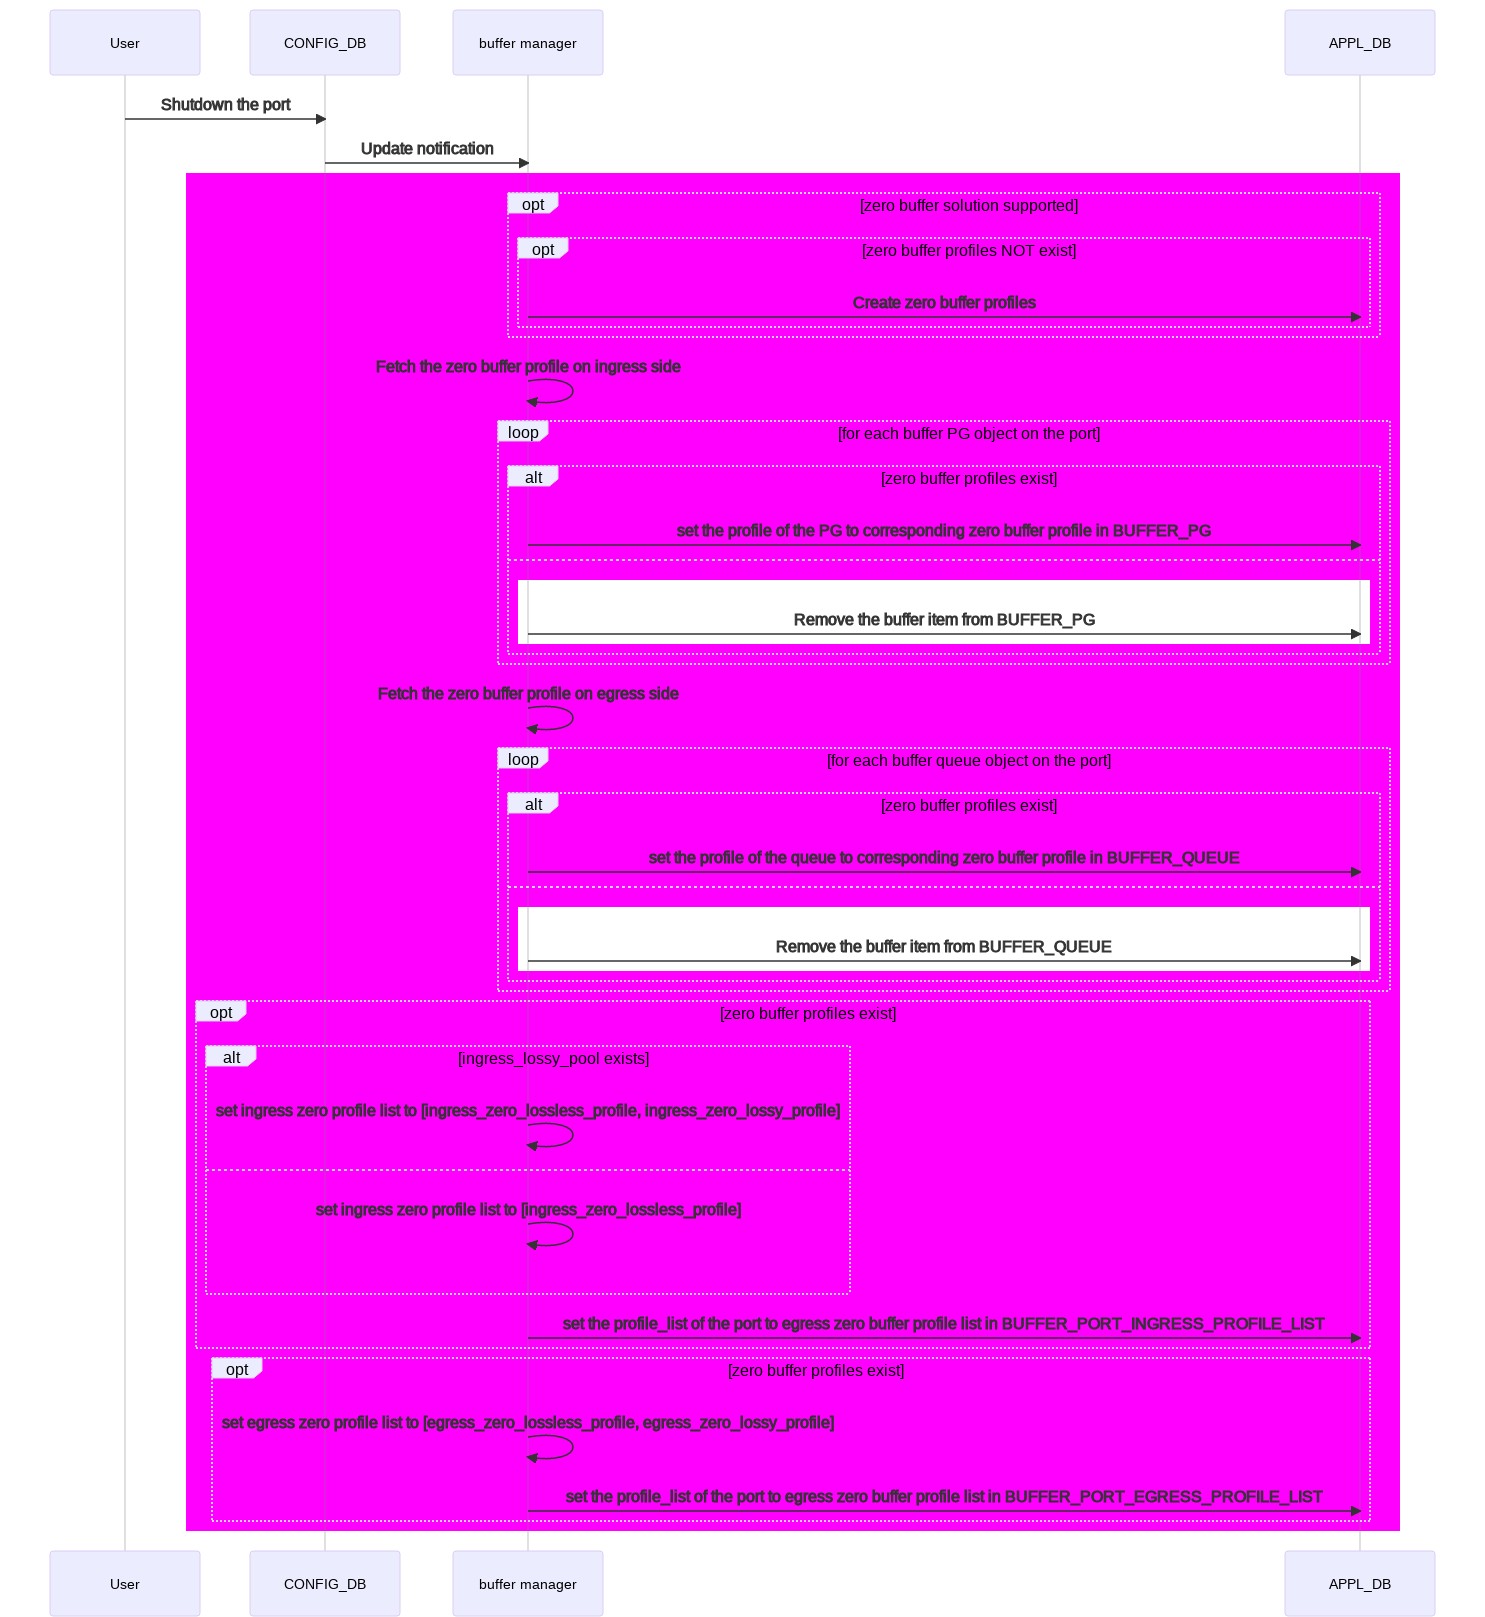 User
CONFIG_DB
buffer manager
APPL_DB
Shutdown the port
Update notification
opt
[zero buffer solution supported]
opt
[zero buffer profiles NOT exist]
Create zero buffer profiles
Fetch the zero buffer profile on ingress side
loop
[for each buffer PG object on the port]
alt
[zero buffer profiles exist]
set the profile of the PG to corresponding zero buffer profile in BUFFER_PG
Remove the buffer item from BUFFER_PG
Fetch the zero buffer profile on egress side
loop
[for each buffer queue object on the port]
alt
[zero buffer profiles exist]
set the profile of the queue to corresponding zero buffer profile in BUFFER_QUEUE
Remove the buffer item from BUFFER_QUEUE
opt
[zero buffer profiles exist]
alt
[ingress_lossy_pool exists]
set ingress zero profile list to [ingress_zero_lossless_profile, ingress_zero_lossy_profile]
set ingress zero profile list to [ingress_zero_lossless_profile]
set the profile_list of the port to egress zero buffer profile list in BUFFER_PORT_INGRESS_PROFILE_LIST
opt
[zero buffer profiles exist]
set egress zero profile list to [egress_zero_lossless_profile, egress_zero_lossy_profile]
set the profile_list of the port to egress zero buffer profile list in BUFFER_PORT_EGRESS_PROFILE_LIST
User
CONFIG_DB
buffer manager
APPL_DB